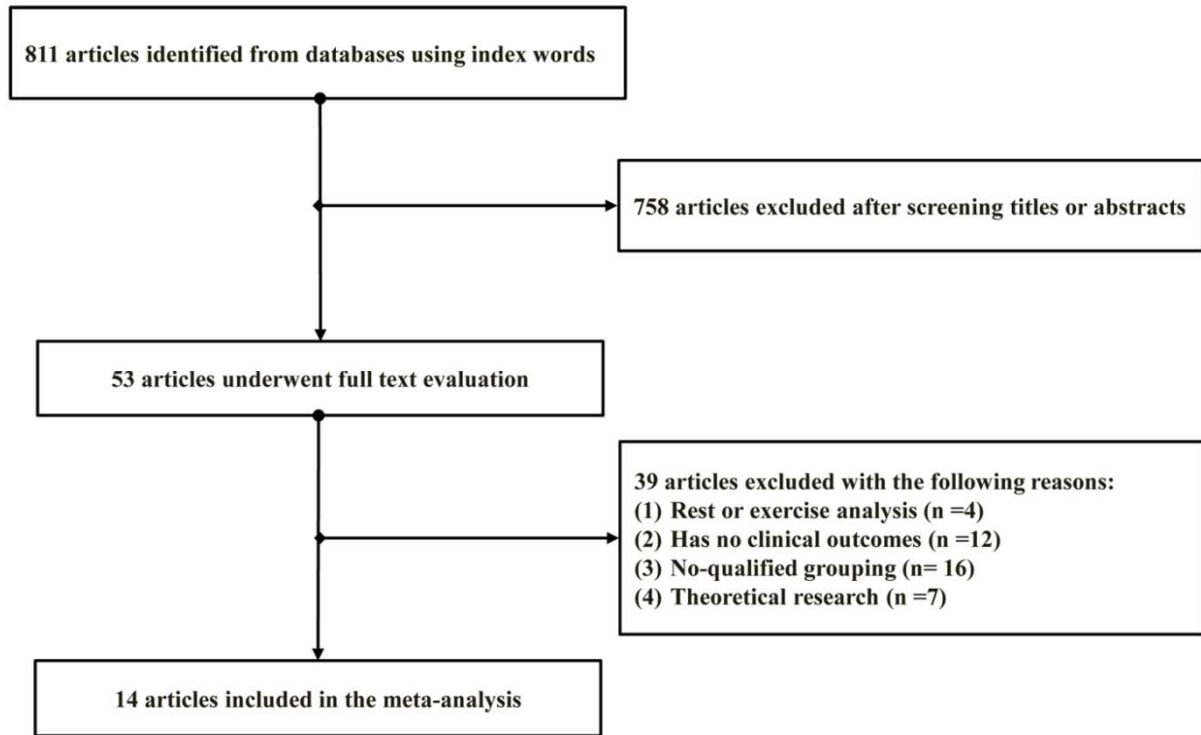 811 articles identified from databases using index words
758 articles excluded after screening titles or abstracts
53 articles underwent full text evaluation
39 articles excluded with the following reasons:
(1) Rest or exercise analysis (n =4)
(2) Has no clinical outcomes (n =12)
(3) No-qualified grouping (n= 16)
(4) Theoretical research (n =7)
14 articles included in the meta-analysis